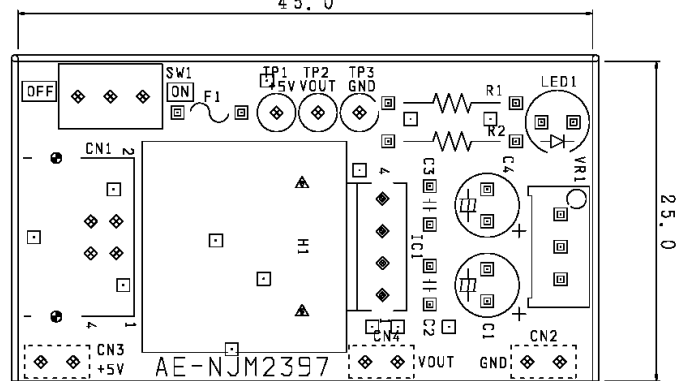 45.0
OFF
SW1
ON
F1
TP1
+5V
TP2
VOUT
TP3
GND
R1
R2
LED1
VR1
CN1
2
4
1
H1
4
IC1
1
C3
C2
C4
C1
25.0
CN3
+5V
AE-NJM2397
CN4
VOUT
GND
CN2